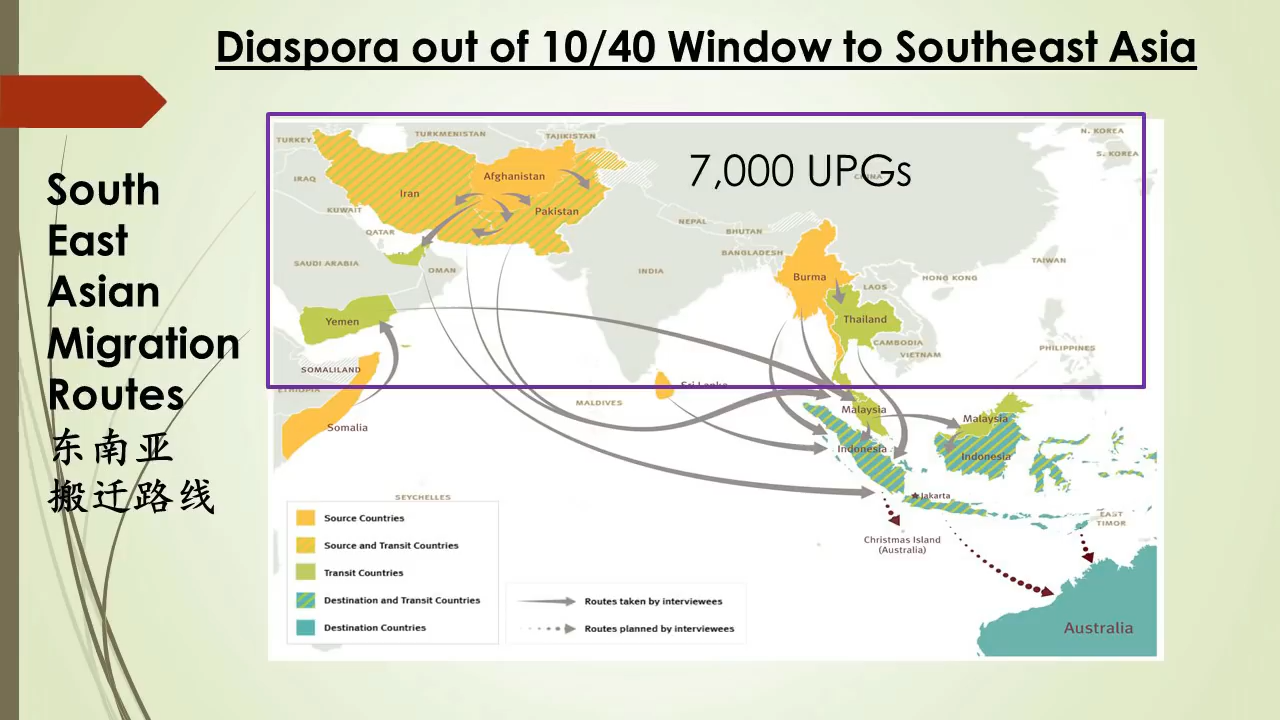 Diaspora out of 10/40 Window to Southeast Asia
South
East
Asian
Migration
Routes
东南亚
搬迁路线
7,000 UPGs
TURKEY
TURKMENISTAN
TAJIKISTAN
N. KOREA
S. KOREA
CHINA
IRAQ
Iran
Afghanistan
Pakistan
KUWAIT
QATAR
NEPAL
BHUTAN
BANGLADESH
SAUDI ARABIA
OMAN
INDIA
Burma
LAOS
HONG KONG
TAIWAN
Yemen
Thailand
CAMBODIA
VIETNAM
PHILIPPINES
SOMALILAND
ETHIOPIA
Sri Lanka
MALDIVES
Somalia
Malaysia
Malaysia
Indonesia
Indonesia
SEYCHELLES
Jakarta
EAST
TIMOR
Christmas Island
(Australia)
Australia
Source Countries
Source and Transit Countries
Transit Countries
Destination and Transit Countries
Destination Countries
Routes taken by interviewees
Routes planned by interviewees